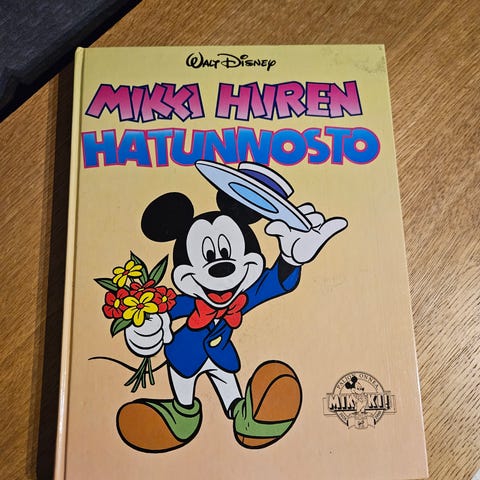 WALT DISNEY
MIKKI HIIREN
HATUNNOSTO
MIKKI!